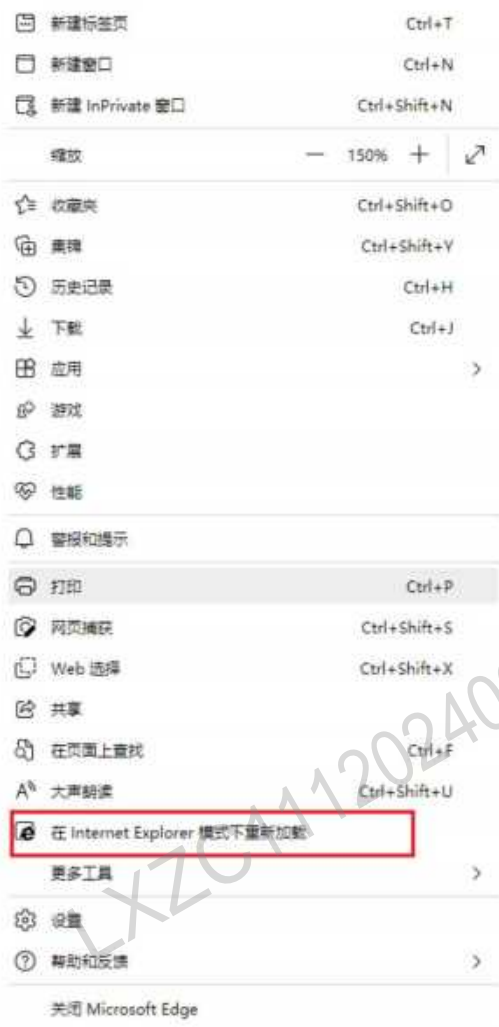 新建标签页 Ctrl+T
新建窗口 Ctrl+N
新建 InPrivate 窗口 Ctrl+Shift+N
缩放 — 150% +
收藏夹 Ctrl+Shift+O
集锦 Ctrl+Shift+Y
历史记录 Ctrl+H
下载 Ctrl+J
应用
游戏
扩展
性能
警报和提示
打印 Ctrl+P
网页捕获 Ctrl+Shift+S
Web 选择 Ctrl+Shift+X
共享
在页面上查找 Ctrl+F
大声朗读 Ctrl+Shift+U
在 Internet Explorer 模式下重新加载
更多工具
设置
帮助和反馈
关闭 Microsoft Edge
LXZC11120240